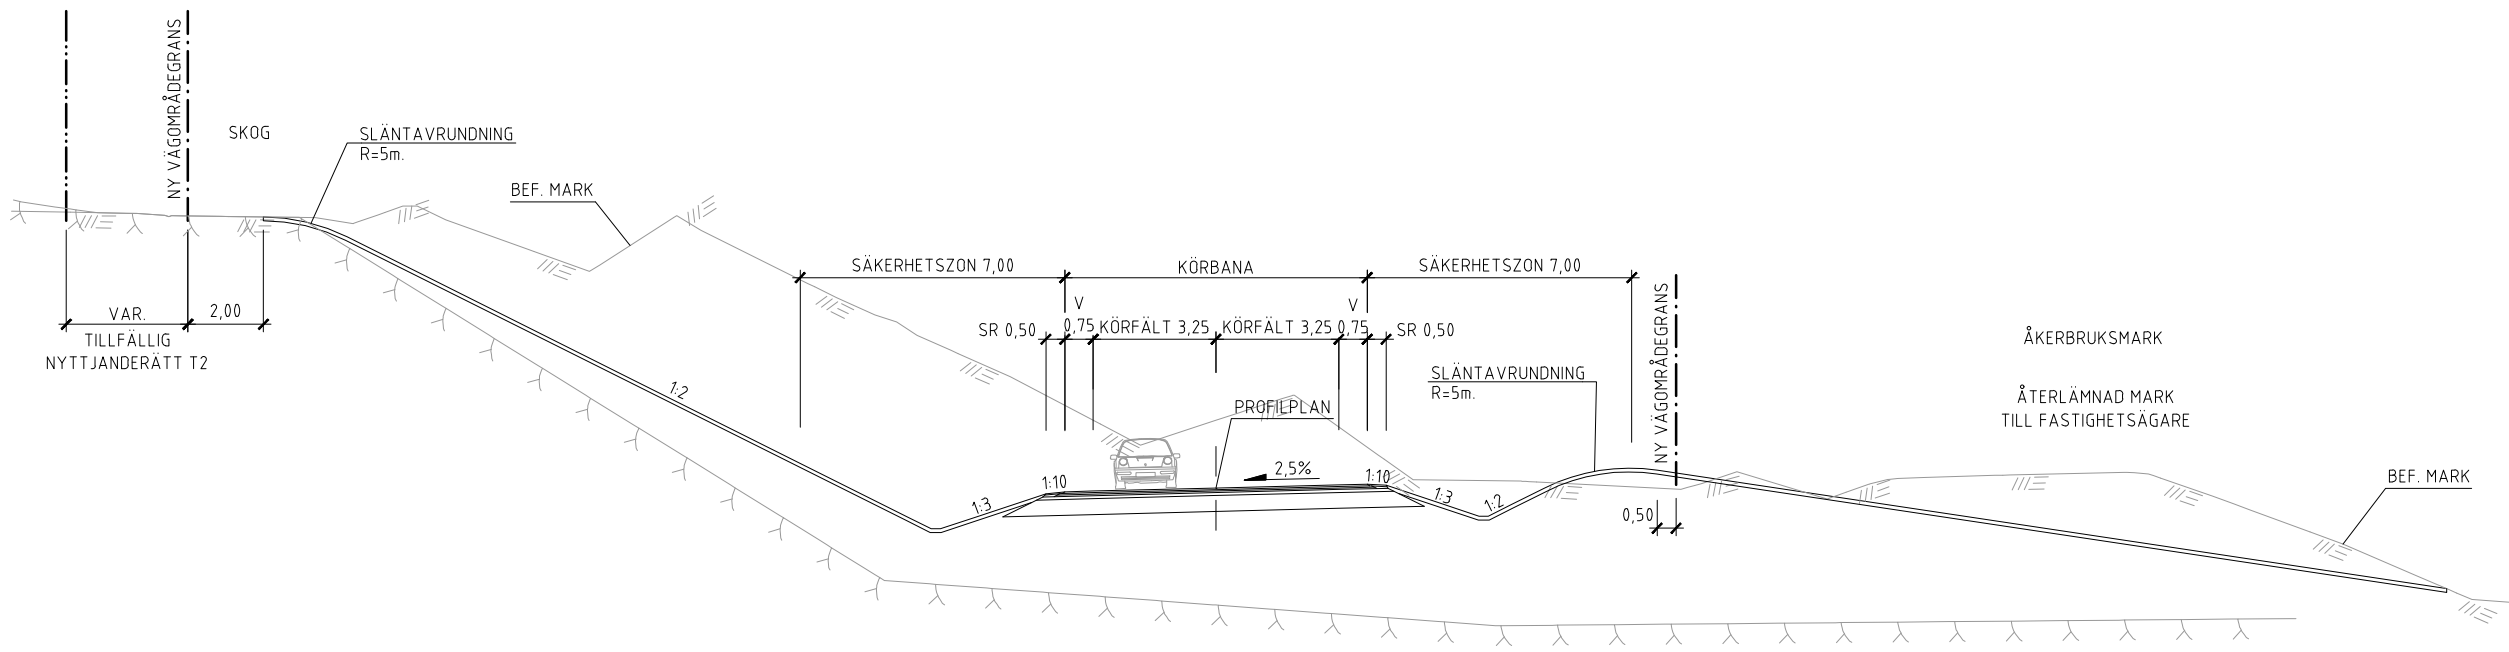 NY VÄGOMRÅDEGRANS
SKOG
SLÄNTAVRUNDNING
R=5m.
BEF. MARK
VAR.
2,00
TILLFÄLLIG
NYTTJANDERÄTT T2
SÄKERHETSZON 7,00
KÖRBANA
SÄKERHETSZON 7,00
V
V
SR 0,50
0,75
KÖRFÄLT 3,25
KÖRFÄLT 3,25
0,75
SR 0,50
NY VÄGOMRÅDEGRANS
ÅKERBRUKSMARK
SLÄNTAVRUNDNING
R=5m.
1:2
ÅTERLÄMNAD MARK
TILL FASTIGHETSÄGARE
PROFILPLAN
2,5%
1:10
1:10
BEF. MARK
1:3
1:3
1:2
0,50